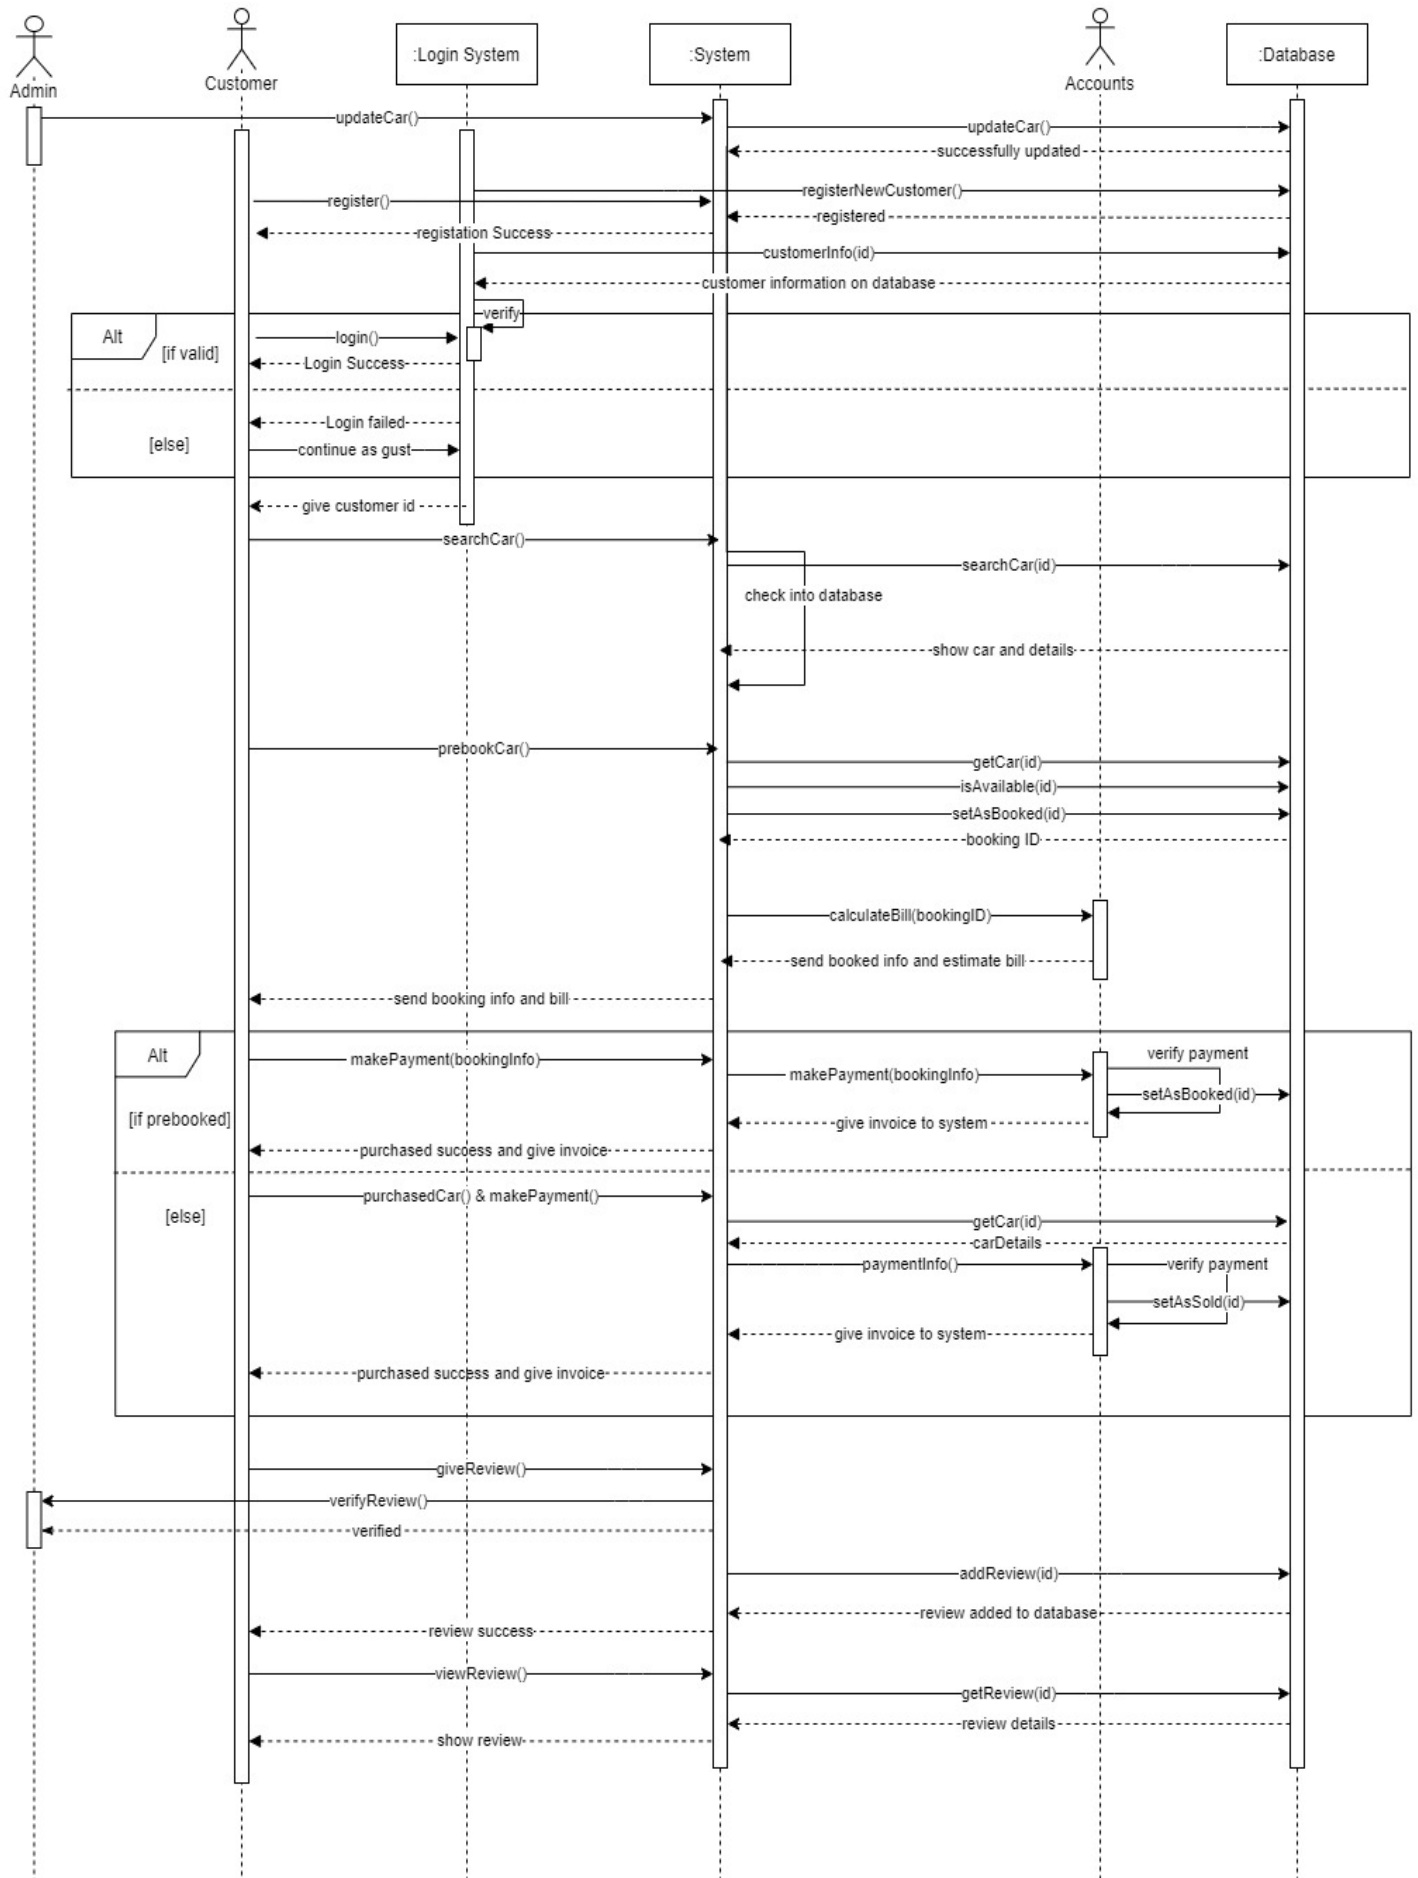 Admin
Customer
:Login System
:System
Accounts
:Database
updateCar()
updateCar()
successfully updated
registerNewCustomer()
register()
registered
registation Success
customerInfo(id)
customer information on database
verify
Alt
login()
[if valid]
Login Success
Login failed
[else]
continue as gust
give customer id
searchCar()
searchCar(id)
check into database
show car and details
prebookCar()
getCar(id)
isAvailable(id)
setAsBooked(id)
booking ID
calculateBill(bookingID)
send booked info and estimate bill
send booking info and bill
Alt
makePayment(bookingInfo)
verify payment
makePayment(bookingInfo)
setAsBooked(id)
[if prebooked]
give invoice to system
purchased success and give invoice
purchasedCar() & makePayment()
[else]
getCar(id)
carDetails
paymentInfo()
verify payment
setAsSold(id)
give invoice to system
purchased success and give invoice
giveReview()
verifyReview()
verified
addReview(id)
review added to database
review success
viewReview()
getReview(id)
review details
show review